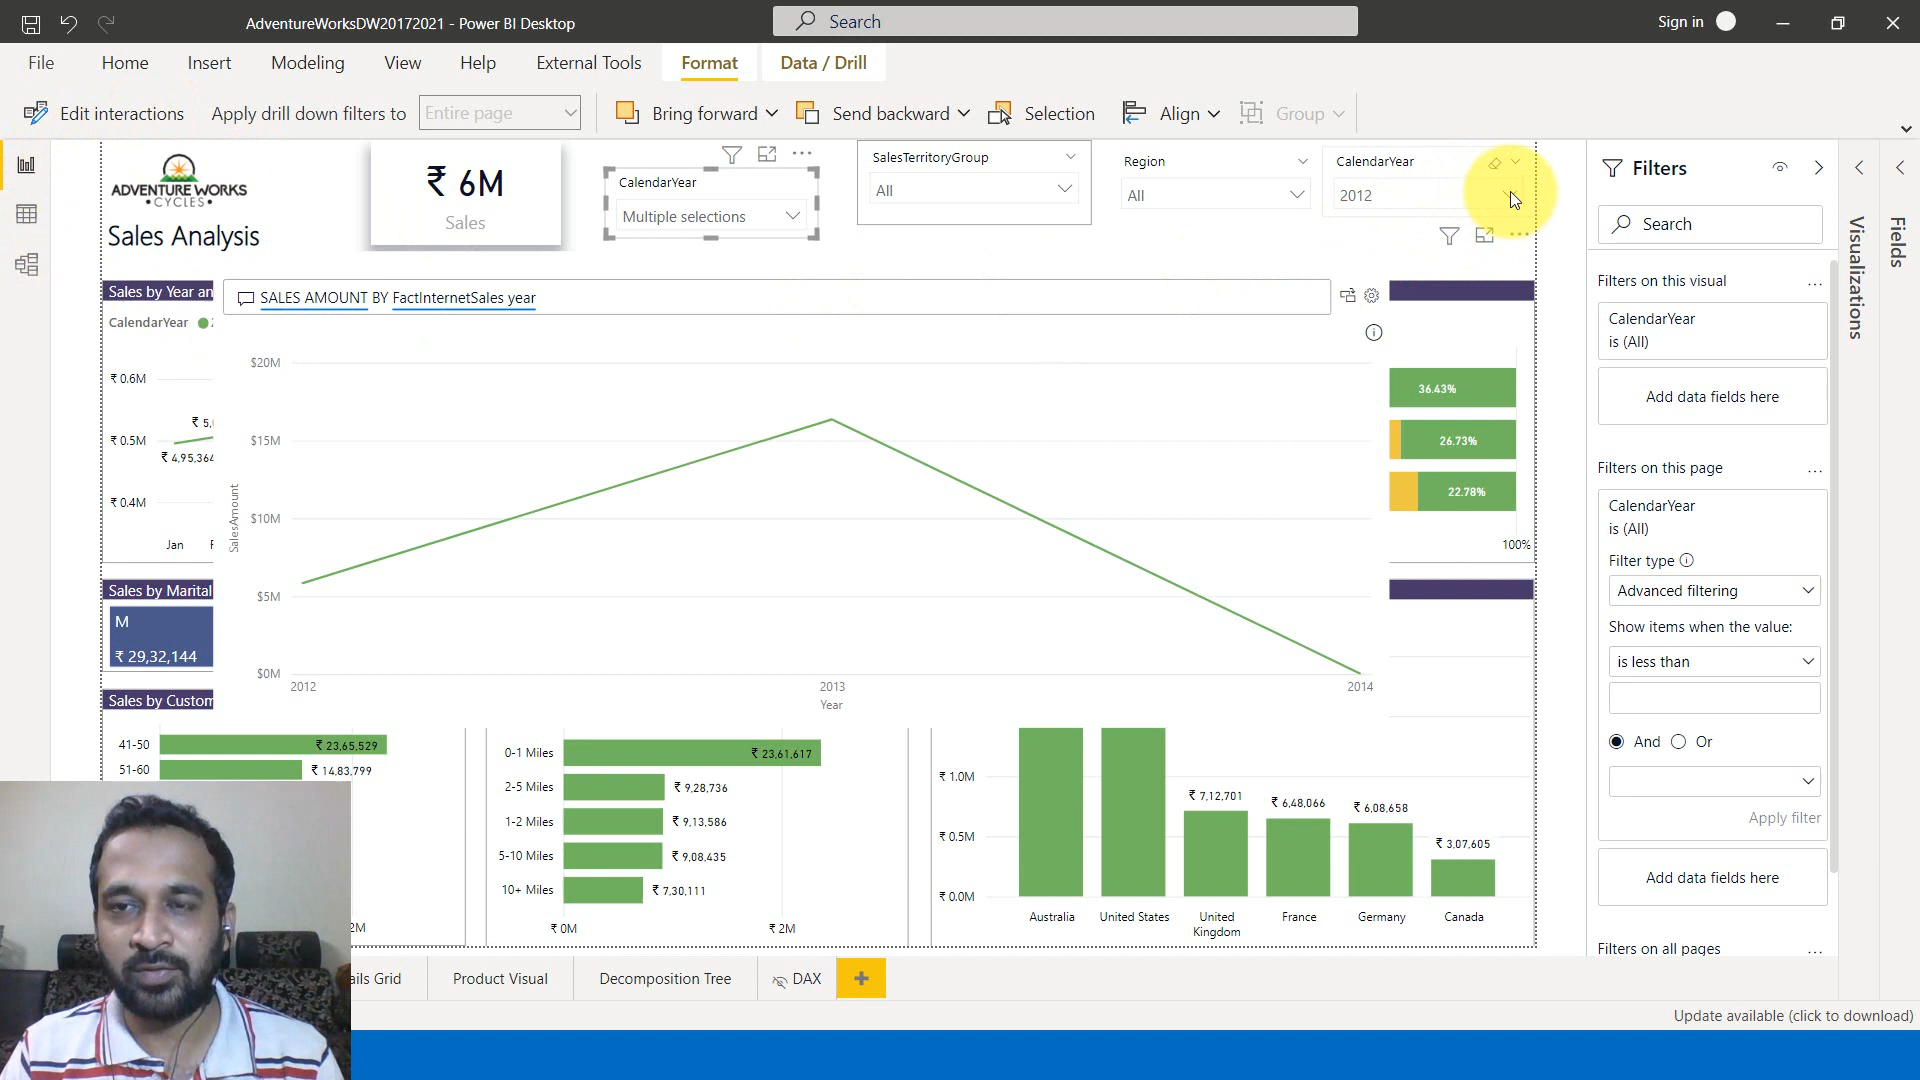 AdventureWorksDW20172021 - Power BI Desktop
Search
Sign in
File
Home
Insert
Modeling
View
Help
External Tools
Format
Data / Drill
Edit interactions
Apply drill down filters to
Entire page
Bring forward
Send backward
Selection
Align
Group
ADVENTURE WORKS
• CYCLES •
Sales Analysis
₹ 6M
Sales
CalendarYear
Multiple selections
SalesTerritoryGroup
All
Region
All
CalendarYear
2012
Sales by Year an
CalendarYear
₹ 0.6M
₹ 0.5M
₹ 0.4M
₹ 4,95,364
Jan
SALES AMOUNT BY FactInternetSales year
SalesAmount
$20M
$15M
$10M
$5M
$0M
2012
2013
2014
Year
36.43%
26.73%
22.78%
100%
Sales by Marital
M
₹ 29,32,144
Sales by Custom
41-50
₹ 23,65,529
51-60
₹ 14,83,799
2M
0-1 Miles
₹ 23,61,617
2-5 Miles
₹ 9,28,736
1-2 Miles
₹ 9,13,586
5-10 Miles
₹ 9,08,435
10+ Miles
₹ 7,30,111
₹ 0M
₹ 2M
₹ 1.0M
₹ 0.5M
₹ 0.0M
₹ 7,12,701
₹ 6,48,066
₹ 6,08,658
₹ 3,07,605
Australia
United States
United
Kingdom
France
Germany
Canada
Filters
Search
Filters on this visual
...
CalendarYear
is (All)
Add data fields here
Filters on this page
...
CalendarYear
is (All)
Filter type
Advanced filtering
Show items when the value:
is less than
And
Or
Apply filter
Add data fields here
Filters on all pages
...
Visualizations
Fields
ails Grid
Product Visual
Decomposition Tree
DAX
+
Update available (click to download)